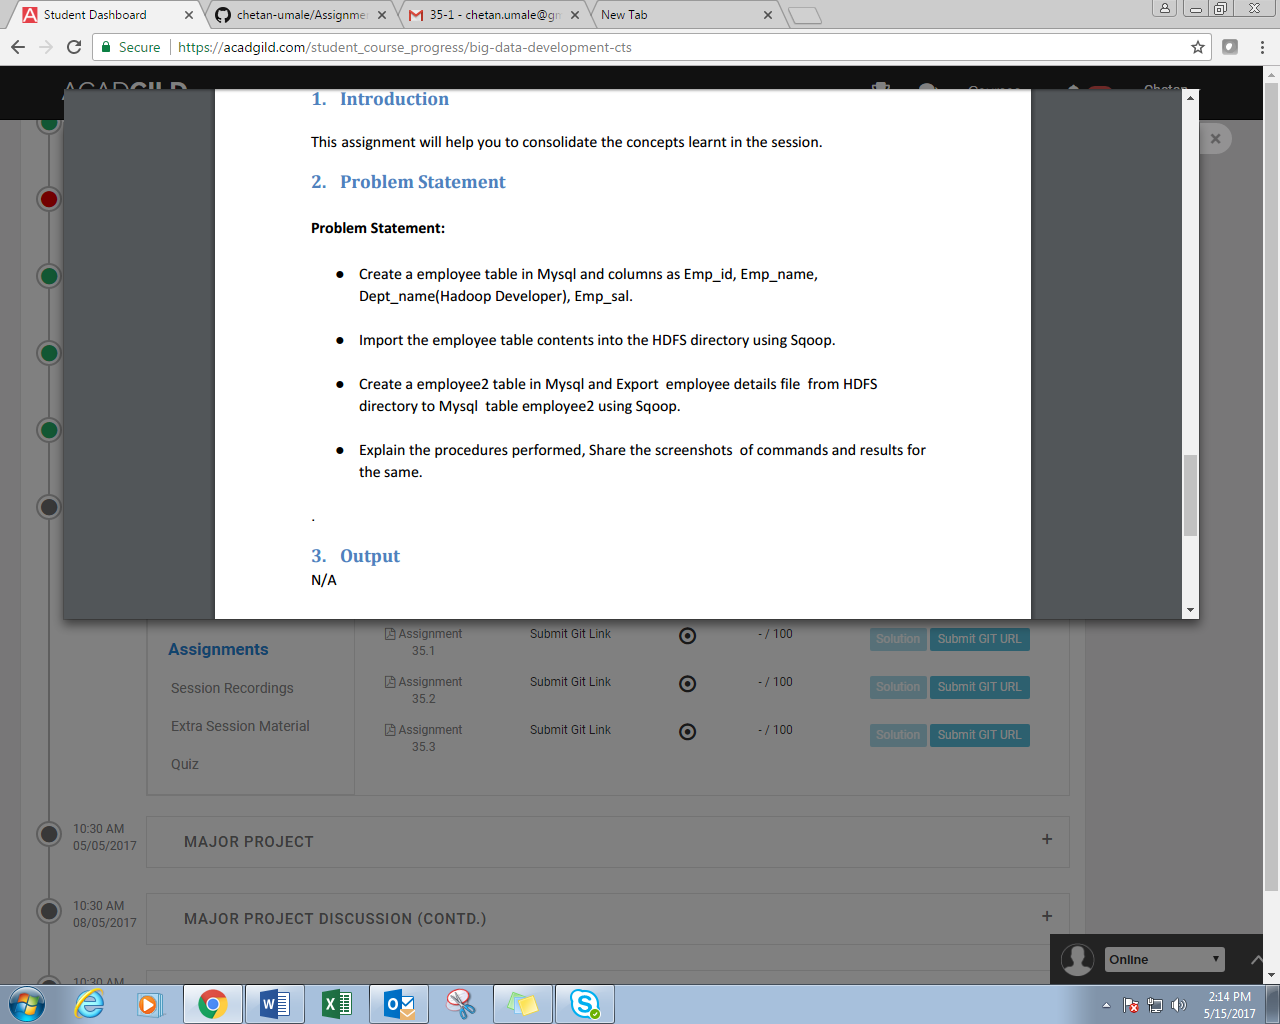 Student Dashboard
chetan-umale/Assignme
35-1 - chetan.umale@gm
New Tab
Secure
https://acadgild.com/student_course_progress/big-data-development-cts
1. Introduction
This assignment will help you to consolidate the concepts learnt in the session.
2. Problem Statement
Problem Statement:
● Create a employee table in Mysql and columns as Emp_id, Emp_name,
Dept_name(Hadoop Developer), Emp_sal.
● Import the employee table contents into the HDFS directory using Sqoop.
● Create a employee2 table in Mysql and Export employee details file from HDFS
directory to Mysql table employee2 using Sqoop.
● Explain the procedures performed, Share the screenshots of commands and results for
the same.
.
3. Output
N/A
Assignments
Session Recordings
Extra Session Material
Quiz
Assignment
35.1
Submit Git Link
- / 100
Solution
Submit GIT URL
Assignment
35.2
Submit Git Link
- / 100
Solution
Submit GIT URL
Assignment
35.3
Submit Git Link
- / 100
Solution
Submit GIT URL
10:30 AM
05/05/2017
MAJOR PROJECT
+
10:30 AM
08/05/2017
MAJOR PROJECT DISCUSSION (CONTD.)
+
10:30 AM
Online
2:14 PM
5/15/2017